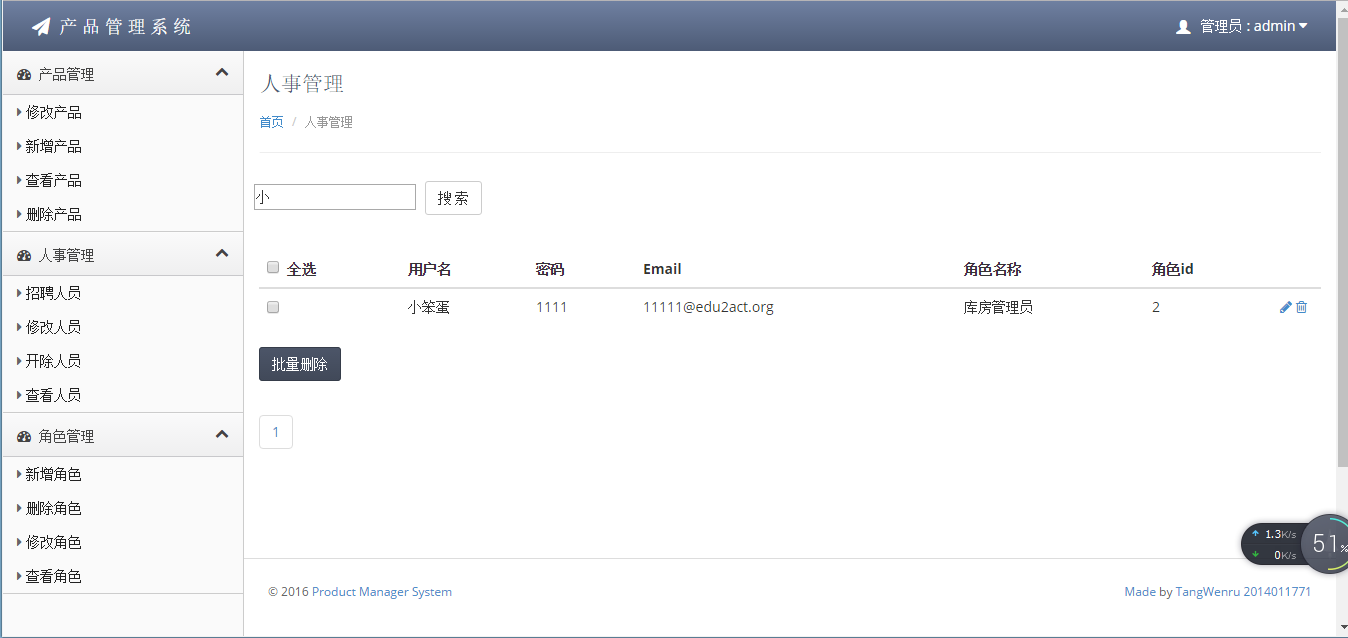 产品管理系统
管理员 : admin
产品管理
修改产品
新增产品
查看产品
删除产品
人事管理
招聘人员
修改人员
开除人员
查看人员
角色管理
新增角色
删除角色
修改角色
查看角色
人事管理
首页 / 人事管理
小 搜索
全选 用户名 密码 Email 角色名称 角色id
小笨蛋 1111 11111@edu2act.org 库房管理员 2
批量删除
1
1.3K/s
0K/s
51%
© 2016 Product Manager System
Made by TangWenru 2014011771